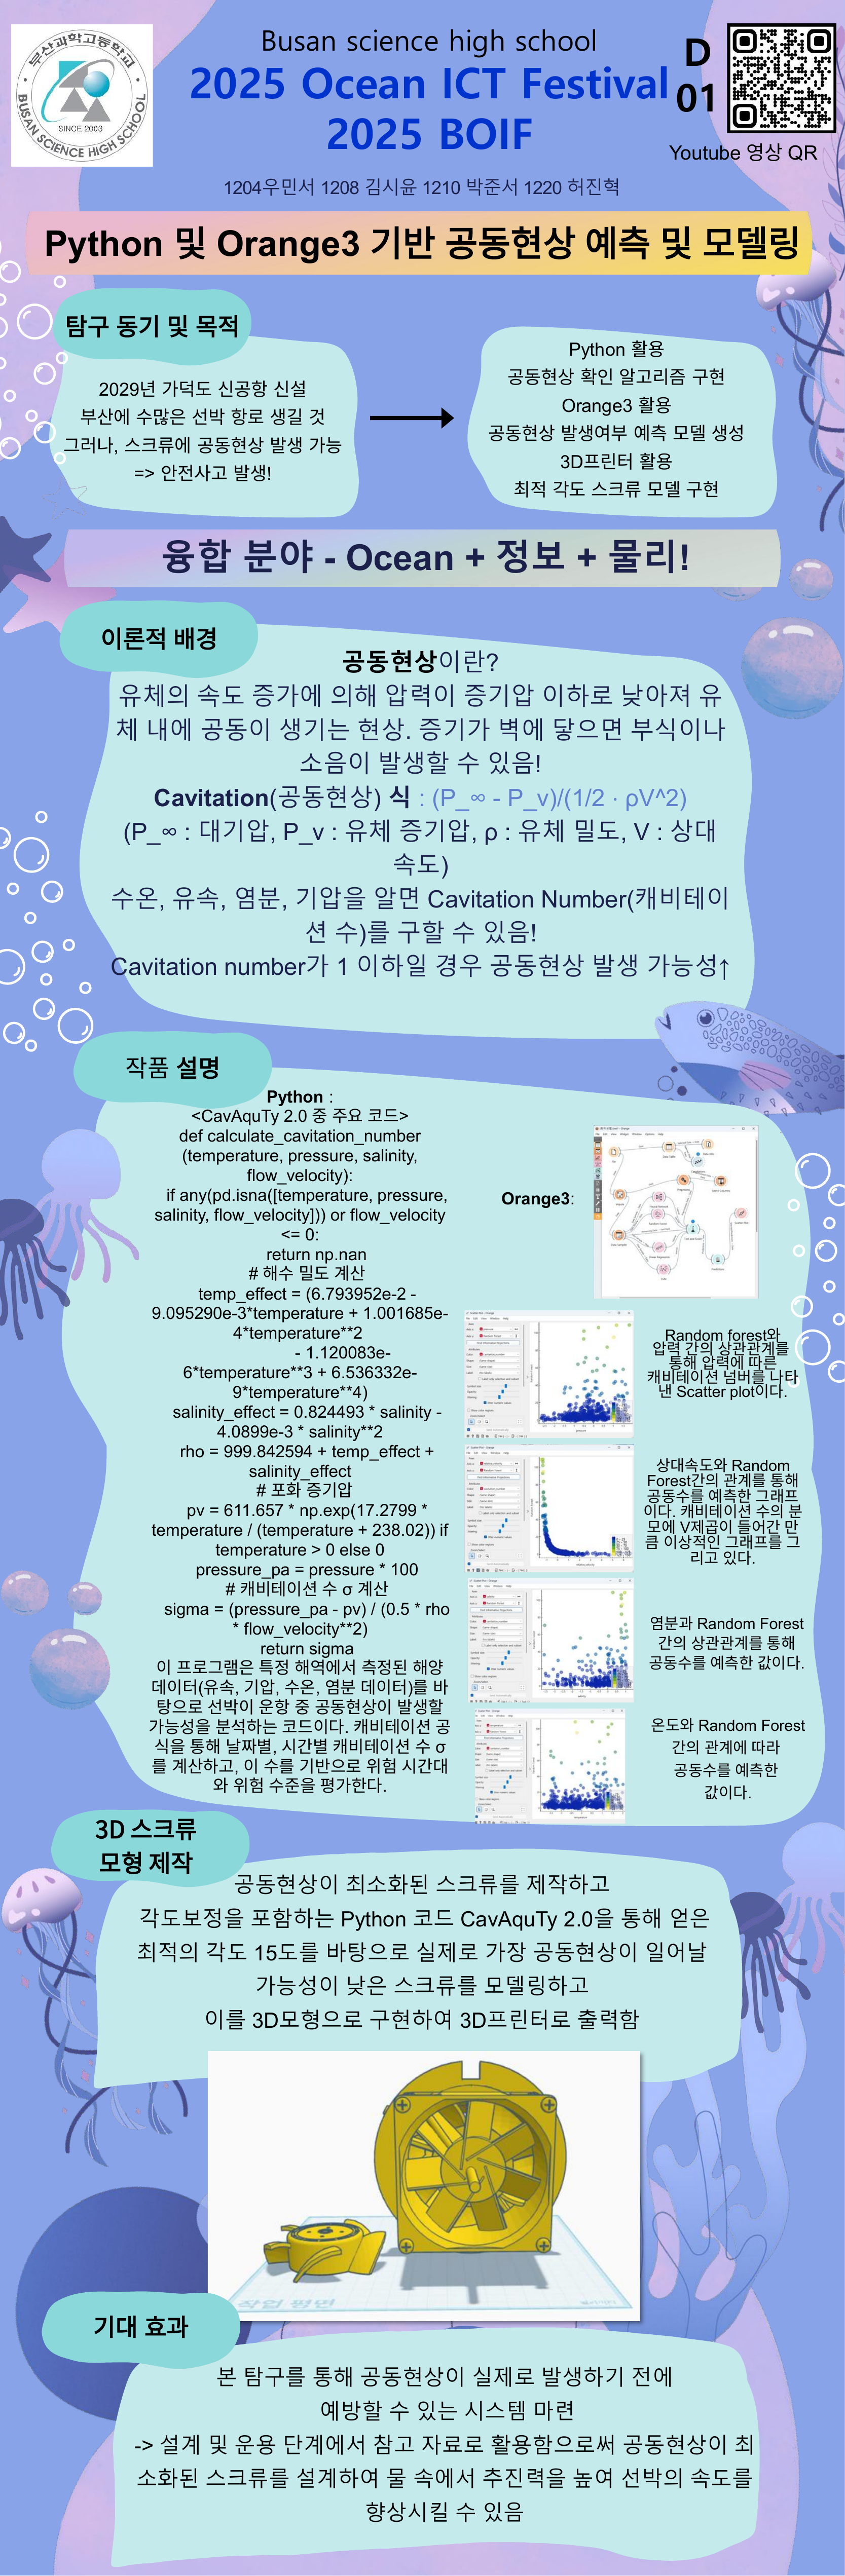 부산과학고등학교
BUSAN SCIENCE HIGH SCHOOL
SINCE 2003
Busan science high school
2025 Ocean ICT Festival
2025 BOIF
D
01
Youtube 영상 QR
1204우민서 1208 김시윤 1210 박준서 1220 허진혁
Python 및 Orange3 기반 공동현상 예측 및 모델링
탐구 동기 및 목적
2029년 가덕도 신공항 신설
부산에 수많은 선박 항로 생길 것
그러나, 스크류에 공동현상 발생 가능
=> 안전사고 발생!
Python 활용
공동현상 확인 알고리즘 구현
Orange3 활용
공동현상 발생여부 예측 모델 생성
3D프린터 활용
최적 각도 스크류 모델 구현
융합 분야 - Ocean + 정보 + 물리!
이론적 배경
공동현상이란?
유체의 속도 증가에 의해 압력이 증기압 이하로 낮아져 유
체 내에 공동이 생기는 현상. 증기가 벽에 닿으면 부식이나
소음이 발생할 수 있음!
Cavitation(공동현상) 식 : (P_∞ - P_v)/(1/2 · ρV^2)
(P_∞ : 대기압, P_v : 유체 증기압, ρ : 유체 밀도, V : 상대
속도)
수온, 유속, 염분, 기압을 알면 Cavitation Number(캐비테이
션 수)를 구할 수 있음!
Cavitation number가 1 이하일 경우 공동현상 발생 가능성↑
작품 설명
Python :
<CavAquTy 2.0 중 주요 코드>
def calculate_cavitation_number
(temperature, pressure, salinity,
flow_velocity):
if any(pd.isna([temperature, pressure,
salinity, flow_velocity])) or flow_velocity
<= 0:
return np.nan
# 해수 밀도 계산
temp_effect = (6.793952e-2 -
9.095290e-3*temperature + 1.001685e-
4*temperature**2
- 1.120083e-
6*temperature**3 + 6.536332e-
9*temperature**4)
salinity_effect = 0.824493 * salinity -
4.0899e-3 * salinity**2
rho = 999.842594 + temp_effect +
salinity_effect
# 포화 증기압
pv = 611.657 * np.exp(17.2799 *
temperature / (temperature + 238.02)) if
temperature > 0 else 0
pressure_pa = pressure * 100
# 캐비테이션 수 σ 계산
sigma = (pressure_pa - pv) / (0.5 * rho
* flow_velocity**2)
return sigma
이 프로그램은 특정 해역에서 측정된 해양
데이터(유속, 기압, 수온, 염분 데이터)를 바
탕으로 선박이 운항 중 공동현상이 발생할
가능성을 분석하는 코드이다. 캐비테이션 공
식을 통해 날짜별, 시간별 캐비테이션 수 σ
를 계산하고, 이 수를 기반으로 위험 시간대
와 위험 수준을 평가한다.
Orange3:
Random forest와
압력 간의 상관관계를
통해 압력에 따른
캐비테이션 넘버를 나타
낸 Scatter plot이다.
상대속도와 Random
Forest간의 관계를 통해
공동수를 예측한 그래프
이다. 캐비테이션 수의 분
모에 V제곱이 들어간 만
큼 이상적인 그래프를 그
리고 있다.
염분과 Random Forest
간의 상관관계를 통해
공동수를 예측한 값이다.
온도와 Random Forest
간의 관계에 따라
공동수를 예측한
값이다.
3D 스크류
모형 제작
공동현상이 최소화된 스크류를 제작하고
각도보정을 포함하는 Python 코드 CavAquTy 2.0을 통해 얻은
최적의 각도 15도를 바탕으로 실제로 가장 공동현상이 일어날
가능성이 낮은 스크류를 모델링하고
이를 3D모형으로 구현하여 3D프린터로 출력함
작업 평면
기대 효과
본 탐구를 통해 공동현상이 실제로 발생하기 전에
예방할 수 있는 시스템 마련
-> 설계 및 운용 단계에서 참고 자료로 활용함으로써 공동현상이 최
소화된 스크류를 설계하여 물 속에서 추진력을 높여 선박의 속도를
향상시킬 수 있음